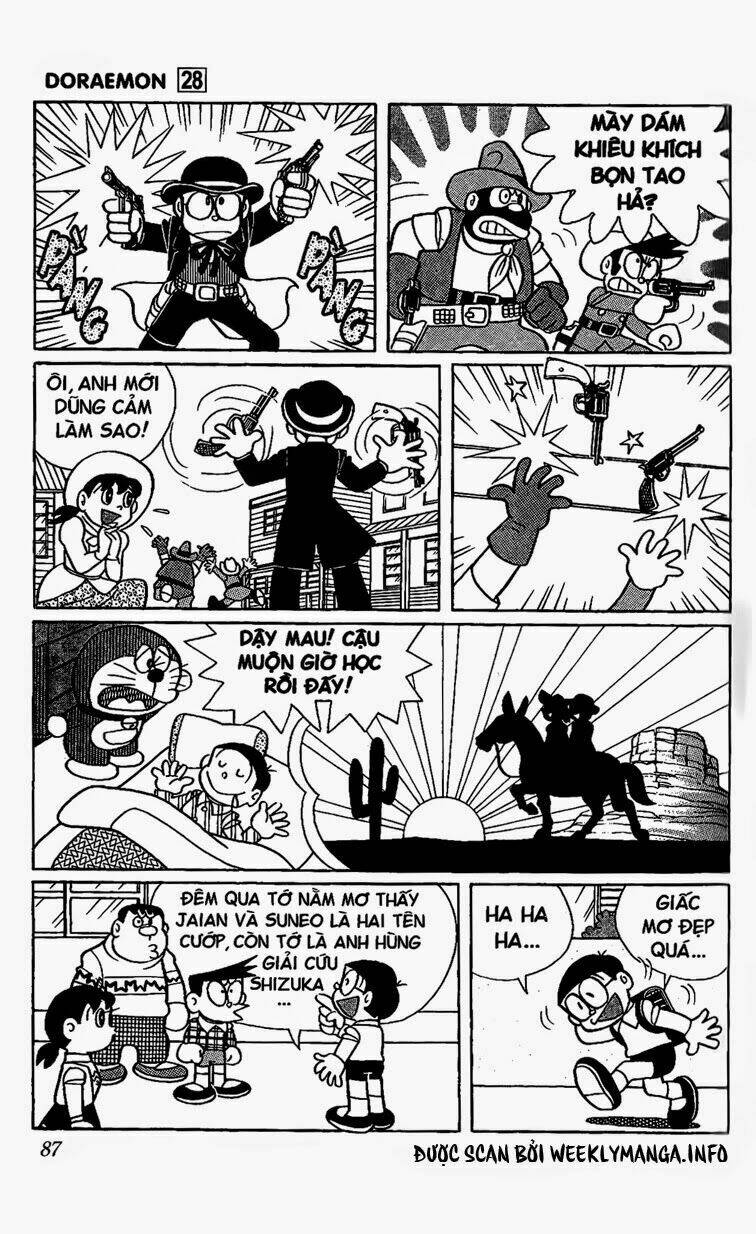 DORAEMON 28
MÀY DÁM
KHIÊU KHÍCH
BỌN TAO
HẢ?
PẰNG
PẰNG
ÔI, ANH MỚI
DŨNG CẢM
LÀM SAO!
DẬY MAU! CẬU
MUỘN GIỜ HỌC
RỒI ĐẤY!
ĐÊM QUA TỚ NẰM MƠ THẤY
JAIAN VÀ SUNEO LÀ HAI TÊN
CƯỚP, CÒN TỚ LÀ ANH HÙNG
GIẢI CỨU
SHIZUKA
...
HA HA
HA...
GIẤC
MƠ ĐẸP
QUÁ...
87
ĐƯỢC SCAN BỞI WEEKLYMANGA.INFO